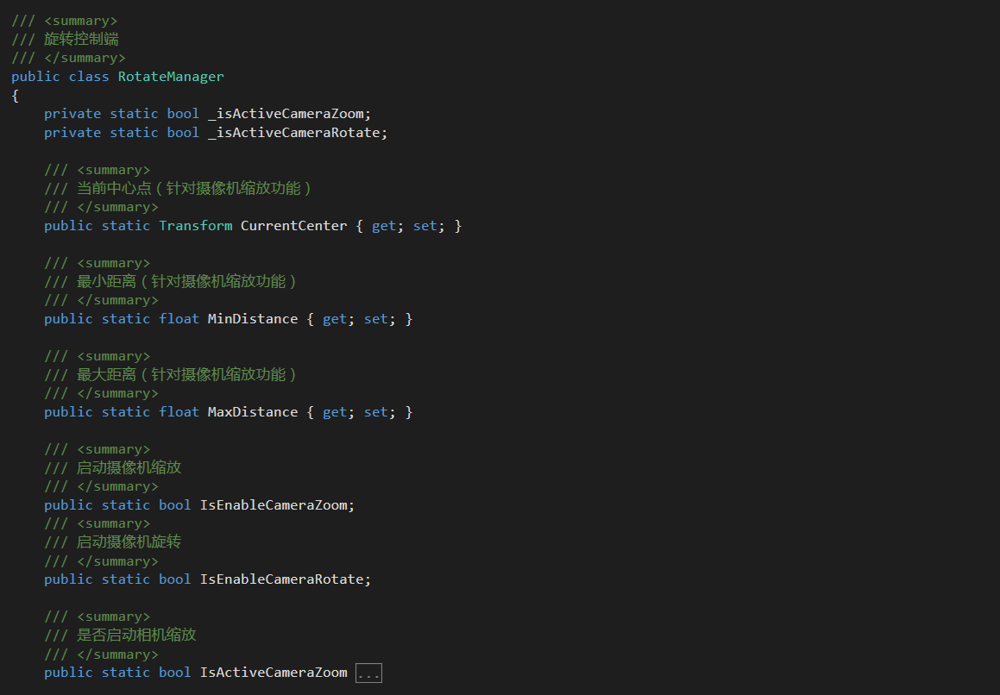 /// <summary>
/// 旋转控制端
/// </summary>
public class RotateManager
{
private static bool _isActiveCameraZoom;
private static bool _isActiveCameraRotate;
/// <summary>
/// 当前中心点（针对摄像机缩放功能）
/// </summary>
public static Transform CurrentCenter { get; set; }
/// <summary>
/// 最小距离（针对摄像机缩放功能）
/// </summary>
public static float MinDistance { get; set; }
/// <summary>
/// 最大距离（针对摄像机缩放功能）
/// </summary>
public static float MaxDistance { get; set; }
/// <summary>
/// 启动摄像机缩放
/// </summary>
public static bool IsEnableCameraZoom;
/// <summary>
/// 启动摄像机旋转
/// </summary>
public static bool IsEnableCameraRotate;
/// <summary>
/// 是否启动相机缩放
/// </summary>
public static bool IsActiveCameraZoom ...